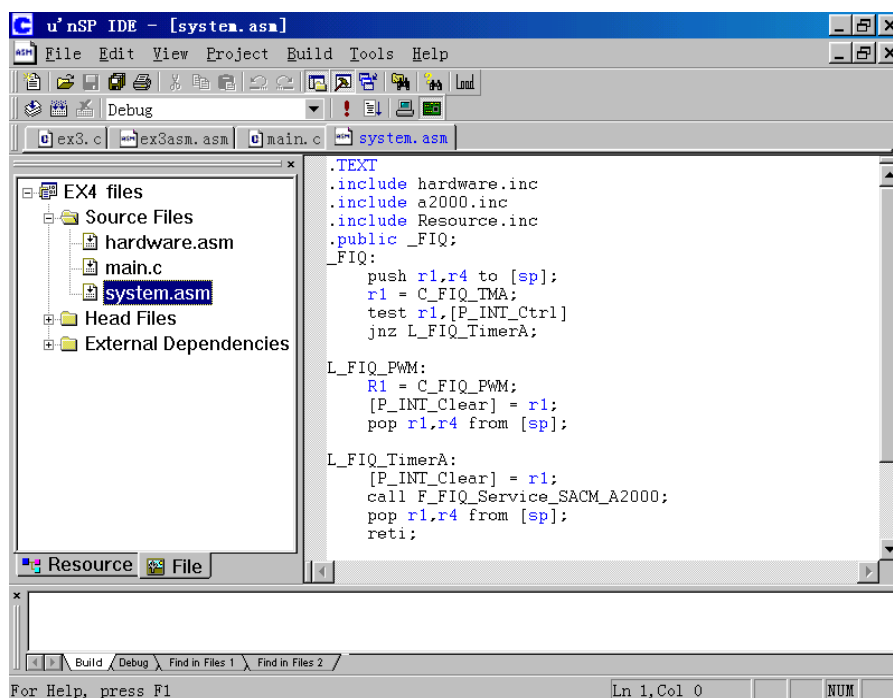 u'nSP IDE - [system.asm]
File Edit View Project Build Tools Help
Load
Debug
ex3.c ex3asm.asm main.c system.asm
EX4 files
Source Files
hardware.asm
main.c
system.asm
Head Files
External Dependencies
Resource File
.TEXT
.include hardware.inc
.include a2000.inc
.include Resource.inc
.public _FIQ;
_FIQ:
push r1,r4 to [sp];
r1 = C_FIQ_TMA;
test r1,[P_INT_Ctrl]
jnz L_FIQ_TimerA;
L_FIQ_PWM:
R1 = C_FIQ_PWM;
[P_INT_Clear] = r1;
pop r1,r4 from [sp];
L_FIQ_TimerA:
[P_INT_Clear] = r1;
call F_FIQ_Service_SACM_A2000;
pop r1,r4 from [sp];
reti;
Build Debug Find in Files 1 Find in Files 2
For Help, press F1 Ln 1,Col 0 NUM